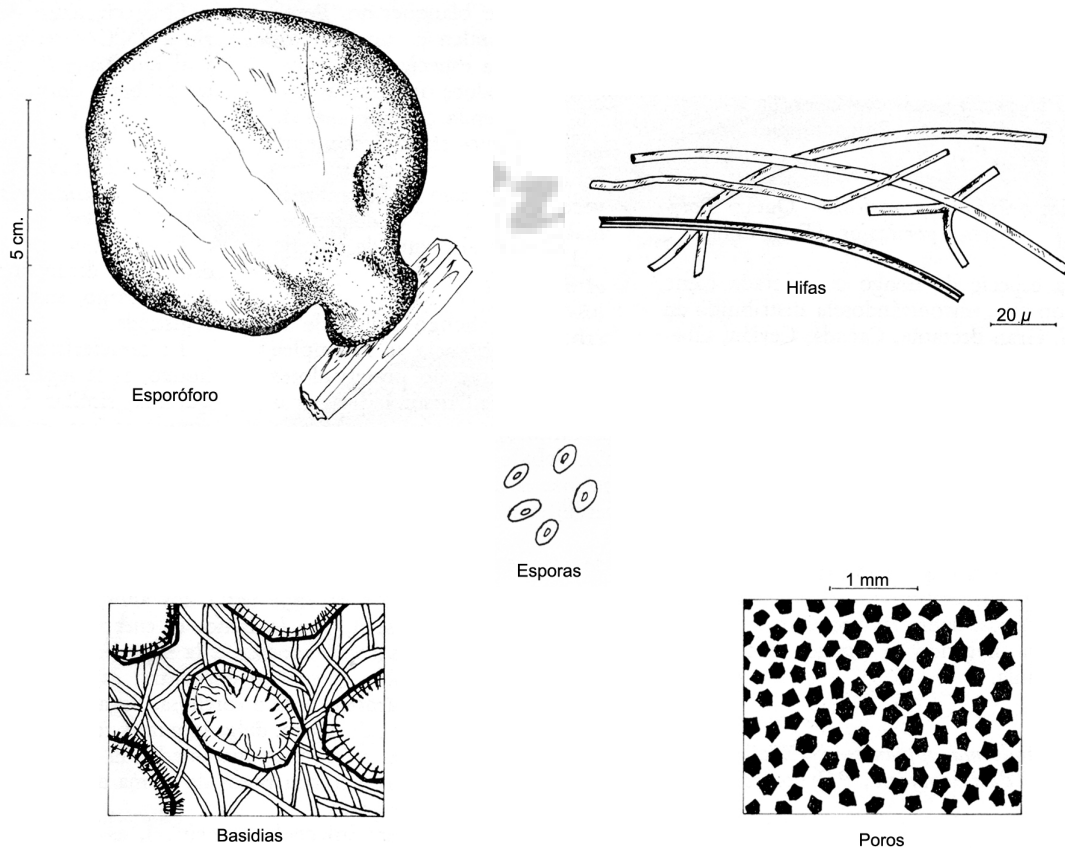 5 cm.
Esporóforo
Hifas
20 µ
Esporas
1 mm
Basidias
Poros